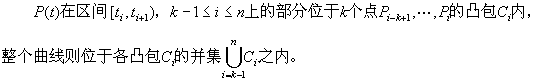 P(t)在区间[t_i, t_{i+1})，k − 1 ≤ i ≤ n上的部分位于k个点P_{i-k+1}, ⋯, P_i的凸包C_i内，
整个曲线则位于各凸包C_i的并集⋃_{i=k-1}^{n} C_i之内。